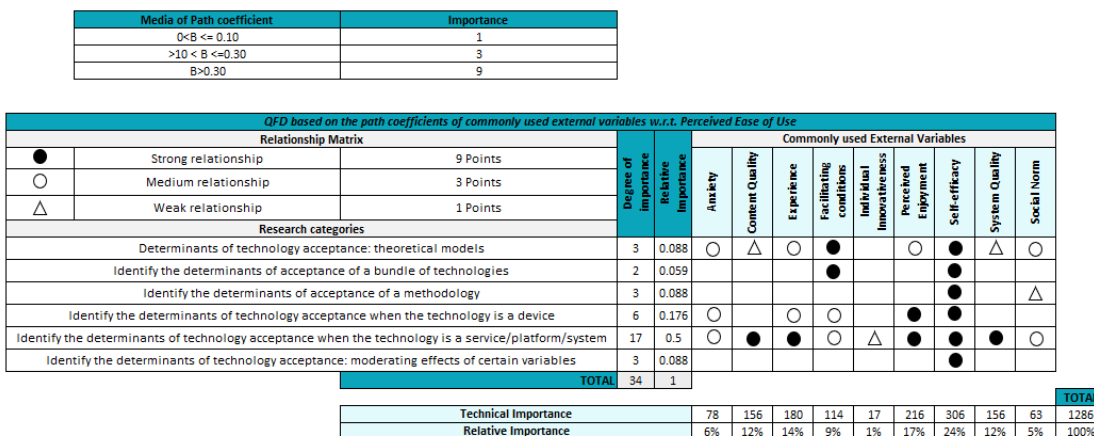 Media of Path coefficient Importance
0<B <= 0.10 1
>10 < B <=0.30 3
B>0.30 9
QFD based on the path coefficients of commonly used external variables w.r.t. Perceived Ease of Use
Relationship Matrix Degree of importance Relative Importance Commonly used External Variables
● Strong relationship 9 Points
○ Medium relationship 3 Points
△ Weak relationship 1 Points
Anxiety Content Quality Experience Facilitating conditions Individual Innovativeness Perceived Enjoyment Self-efficacy System Quality Social Norm
Research categories
Determinants of technology acceptance: theoretical models 3 0.088 ○ △ ○ ● ○ ● △ ○
Identify the determinants of acceptance of a bundle of technologies 2 0.059 ● ●
Identify the determinants of acceptance of a methodology 3 0.088 ● △
Identify the determinants of technology acceptance when the technology is a device 6 0.176 ○ ○ ○ ● ●
Identify the determinants of technology acceptance when the technology is a service/platform/system 17 0.5 ○ ● ● ○ △ ● ● ● ○
Identify the determinants of technology acceptance: moderating effects of certain variables 3 0.088 ●
TOTAL 34 1
TOTAL
Technical Importance 78 156 180 114 17 216 306 156 63 1286
Relative Importance 6% 12% 14% 9% 1% 17% 24% 12% 5% 100%